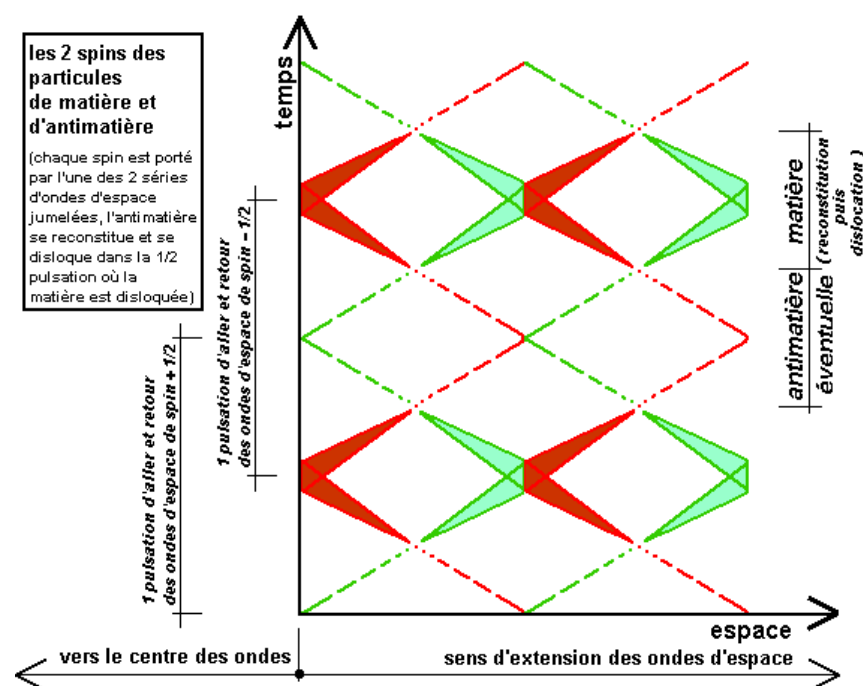 les 2 spins des
particules
de matière et
d'antimatière
(chaque spin est porté
par l'une des 2 séries
d'ondes d'espace
jumelées, l'antimatière
se reconstitue et se
disloque dans la 1/2
pulsation où la
matière est disloquée)
temps
1 pulsation d'aller et retour
des ondes d'espace de spin + 1/2
1 pulsation d'aller et retour
des ondes d'espace de spin - 1/2
matière
(reconstitution
puis
dislocation )
antimatière
éventuelle
espace
vers le centre des ondes
sens d'extension des ondes d'espace